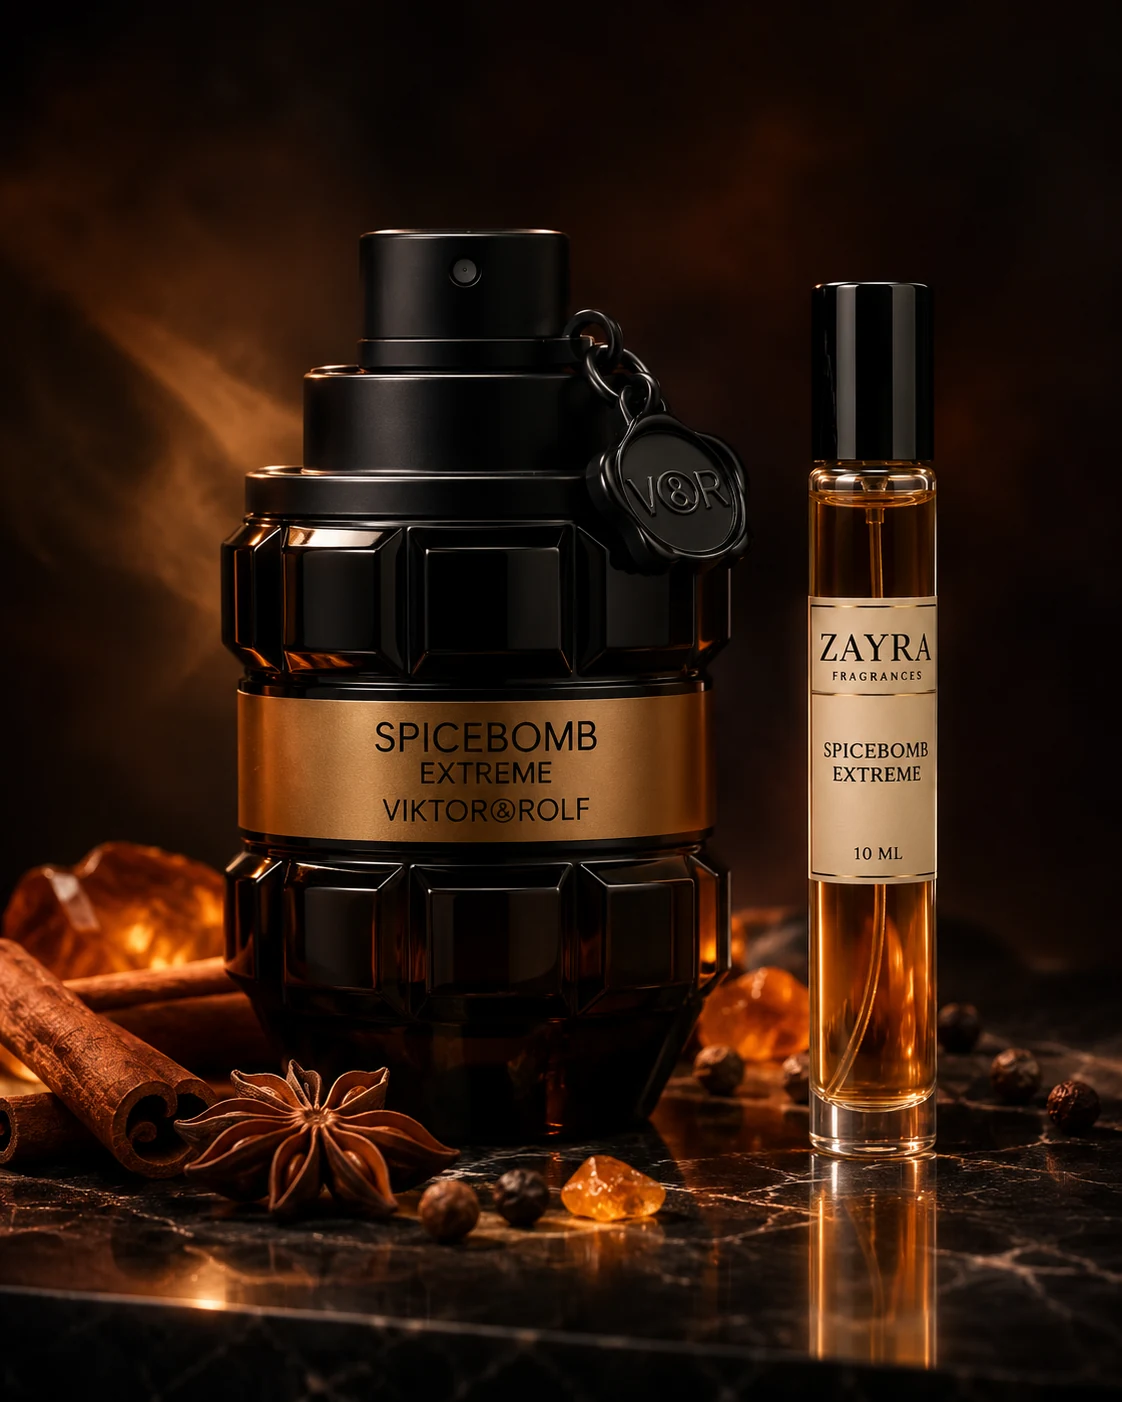 V&R
SPICEBOMB
EXTREME
VIKTOR&ROLF
ZAYRA
FRAGRANCES
SPICEBOMB
EXTREME
10 ML